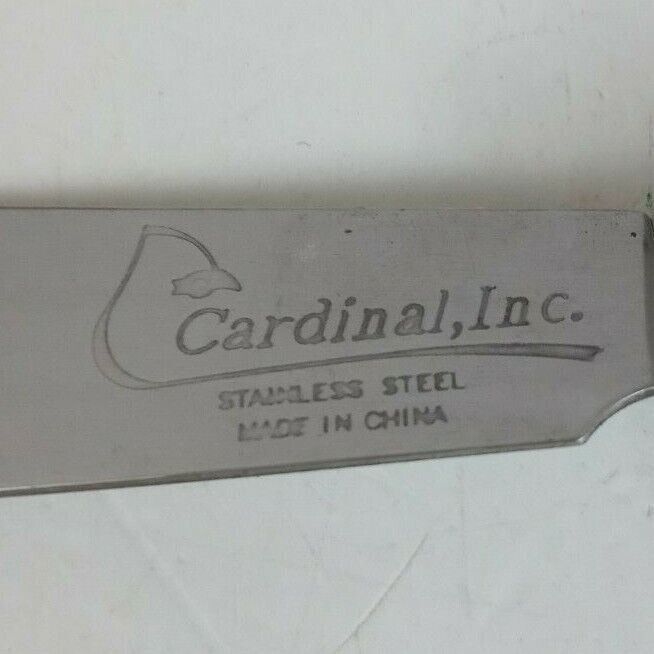 Cardinal, Inc.
STAINLESS STEEL
MADE IN CHINA